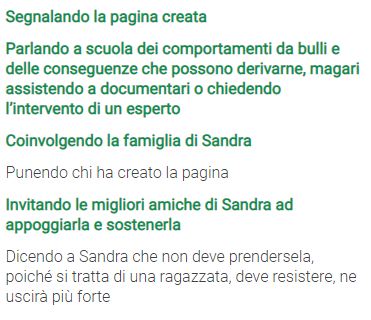 Segnalando la pagina creata
Parlando a scuola dei comportamenti da bulli e
delle conseguenze che possono derivarne, magari
assistendo a documentari o chiedendo
l'intervento di un esperto
Coinvolgendo la famiglia di Sandra
Punendo chi ha creato la pagina
Invitando le migliori amiche di Sandra ad
appoggiarla e sostenerla
Dicendo a Sandra che non deve prendersela,
poiché si tratta di una ragazzata, deve resistere, ne
uscirà più forte